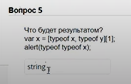 Вопрос 5
Что будет результатом?
var x = [typeof x, typeof y][1];
alert(typeof typeof x);
string